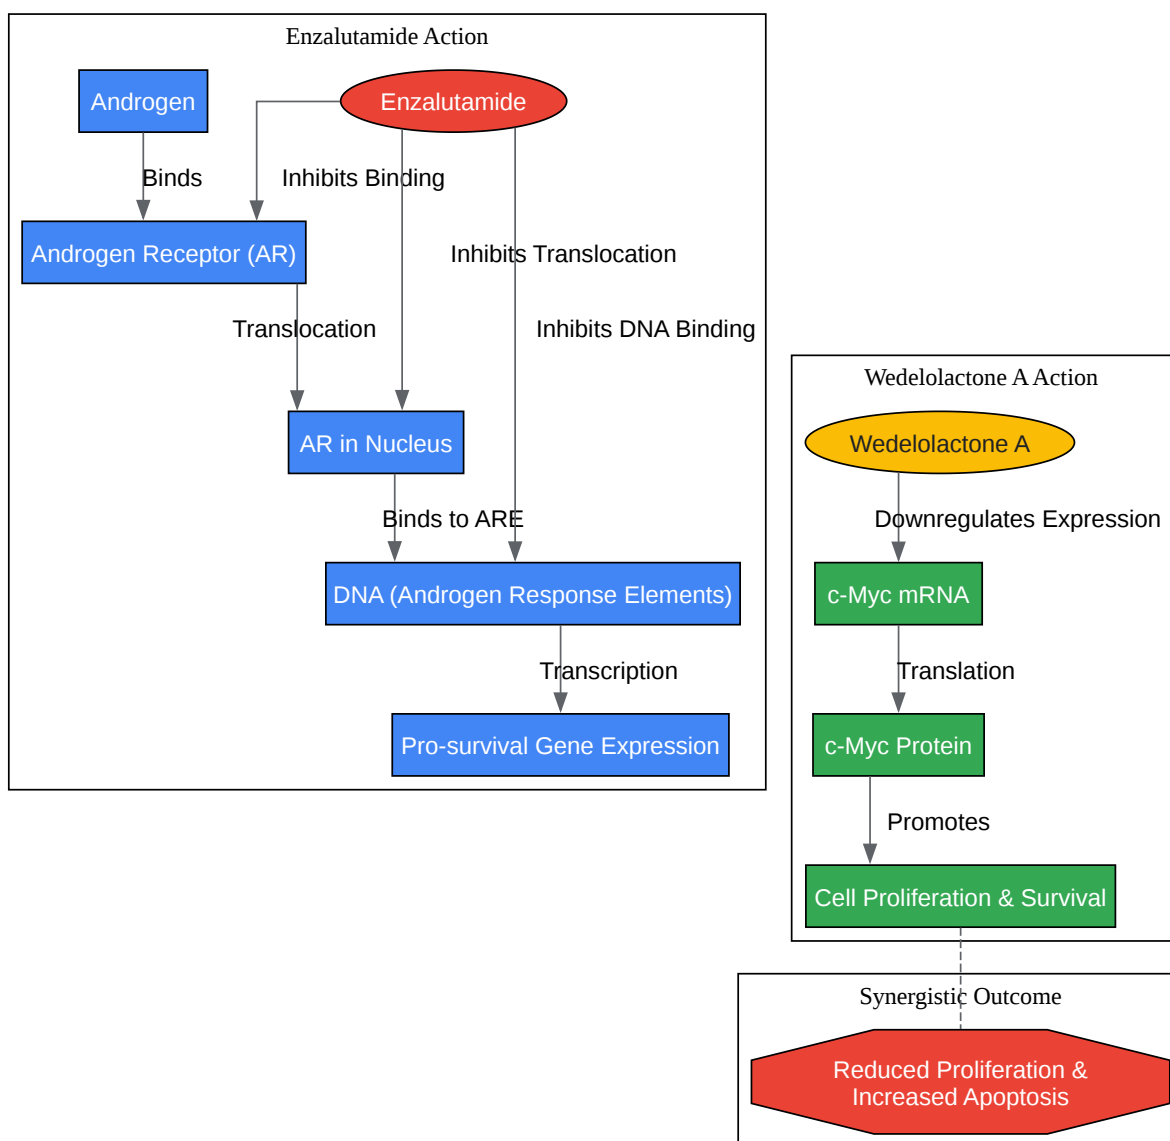 Enzalutamide Action
Androgen
Enzalutamide
Binds
Inhibits Binding
Androgen Receptor (AR)
Inhibits Translocation
Translocation
Inhibits DNA Binding
AR in Nucleus
Binds to ARE
DNA (Androgen Response Elements)
Transcription
Pro-survival Gene Expression
Wedelolactone A Action
Wedelolactone A
Downregulates Expression
c-Myc mRNA
Translation
c-Myc Protein
Promotes
Cell Proliferation & Survival
Synergistic Outcome
Reduced Proliferation &
Increased Apoptosis